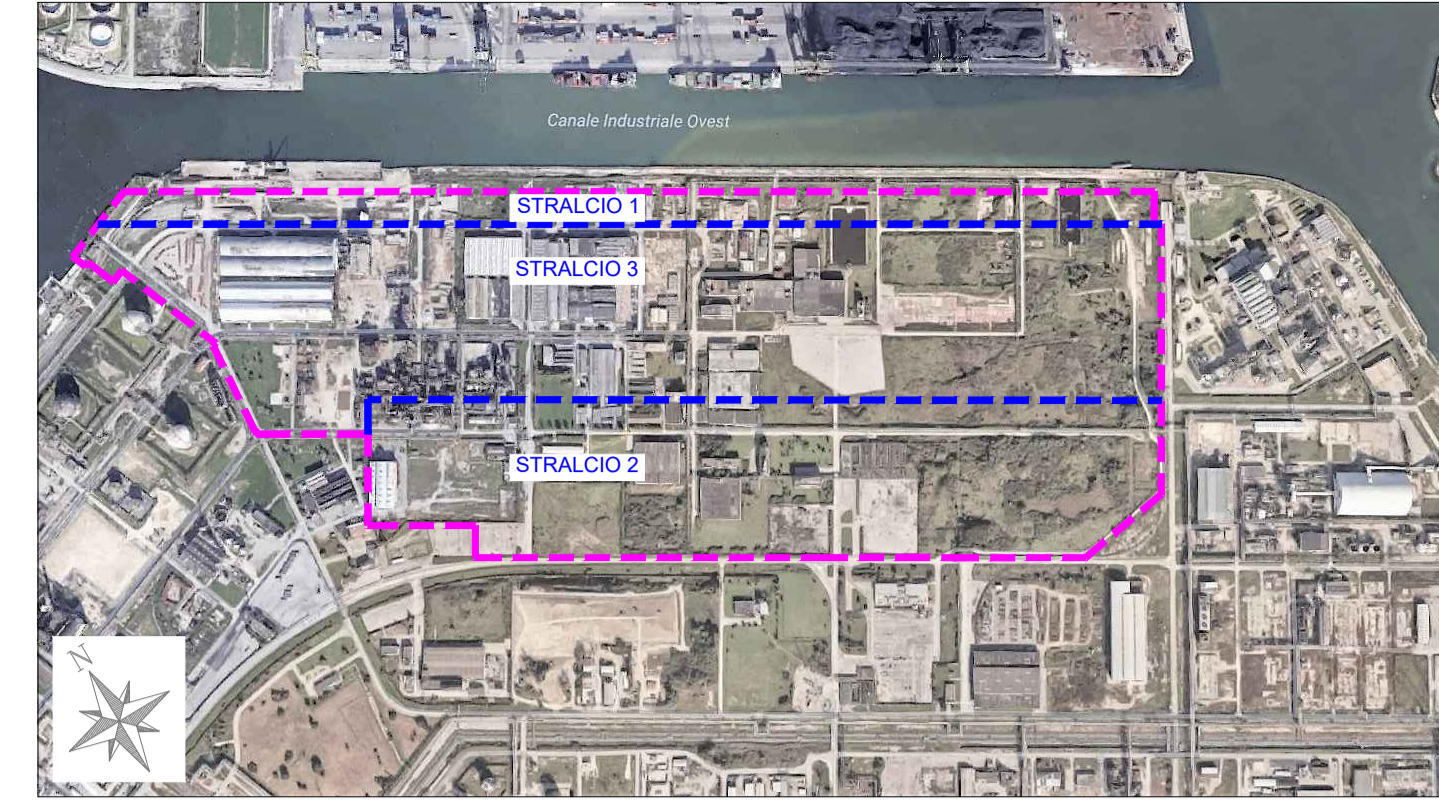 Canale Industriale Ovest
STRALCIO 1
STRALCIO 3
STRALCIO 2
N